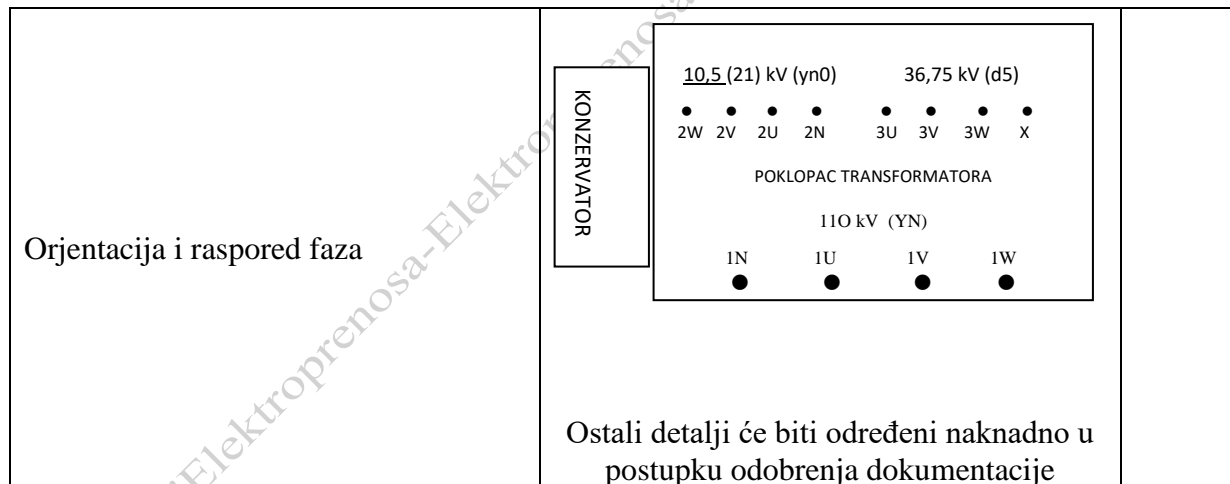 Orjentacija i raspored faza
KONZERVATOR
10,5 (21) kV (yn0) 36,75 kV (d5)
2W 2V 2U 2N 3U 3V 3W X
POKLOPAC TRANSFORMATORA
11O kV (YN)
1N 1U 1V 1W
Ostali detalji će biti određeni naknadno u
postupku odobrenja dokumentacije
Elektroprenosa-Elektroprenosa